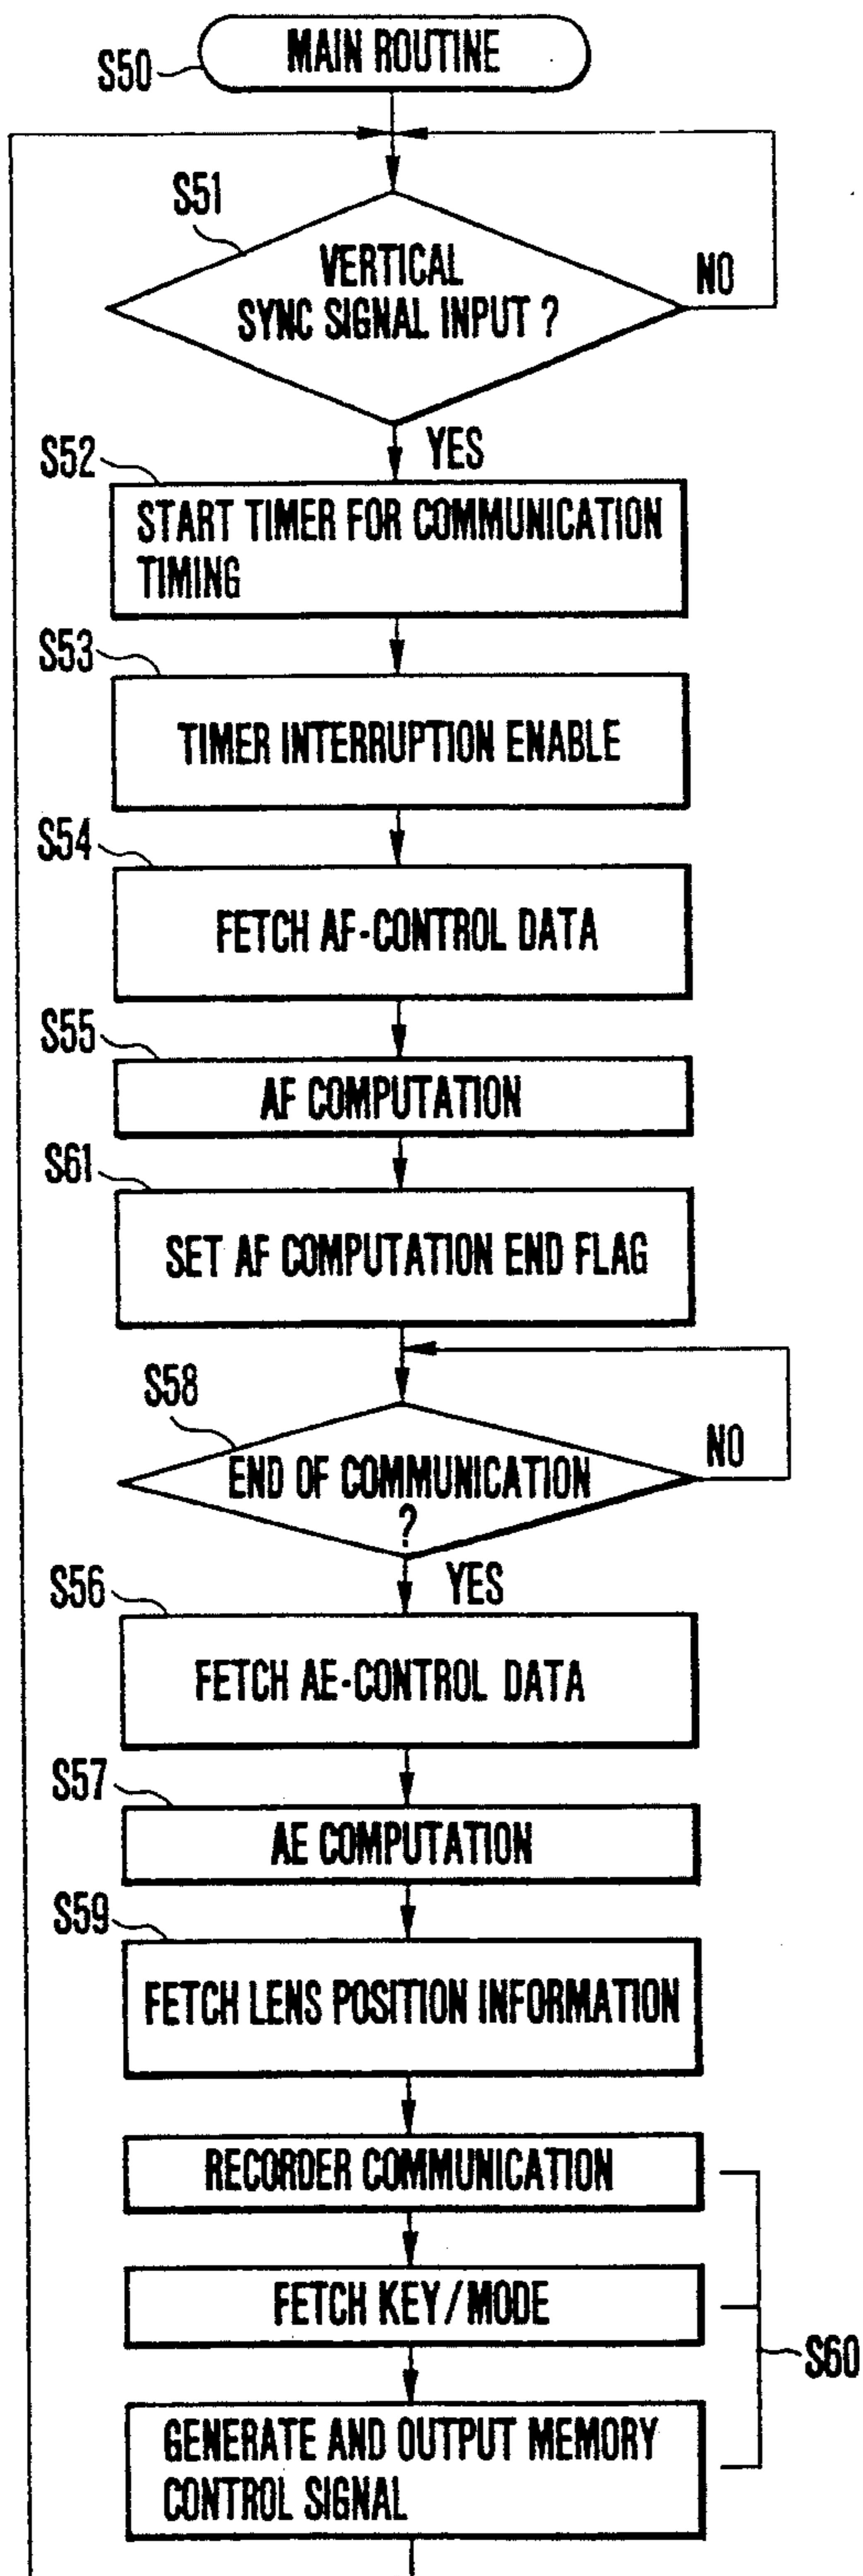 MAIN ROUTINE
S50
S51
VERTICAL
SYNC SIGNAL INPUT ?
NO
YES
S52
START TIMER FOR COMMUNICATION
TIMING
S53
TIMER INTERRUPTION ENABLE
S54
FETCH AF-CONTROL DATA
S55
AF COMPUTATION
S61
SET AF COMPUTATION END FLAG
S58
END OF COMMUNICATION
?
NO
YES
S56
FETCH AE-CONTROL DATA
S57
AE COMPUTATION
S59
FETCH LENS POSITION INFORMATION
RECORDER COMMUNICATION
FETCH KEY/MODE
S60
GENERATE AND OUTPUT MEMORY
CONTROL SIGNAL